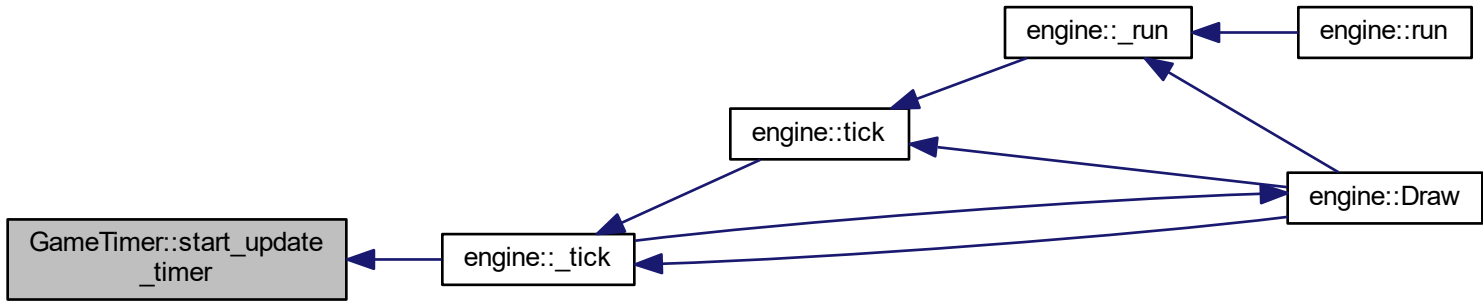 engine::_run
engine::run
engine::tick
engine::Draw
GameTimer::start_update
_timer
engine::_tick